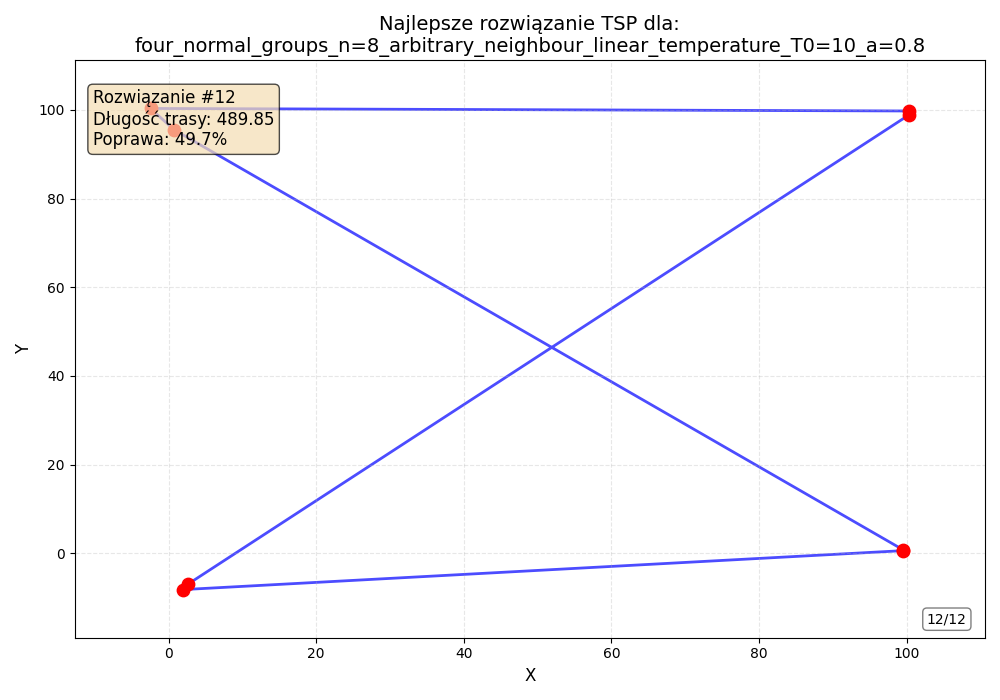 Najlepsze rozwiązanie TSP dla:
four_normal_groups_n=8_arbitrary_neighbour_linear_temperature_T0=10_a=0.8
Rozwiązanie #12
Długość trasy: 489.85
Poprawa: 49.7%
100
80
60
40
20
0
Y
12/12
0
20
40
60
80
100
X